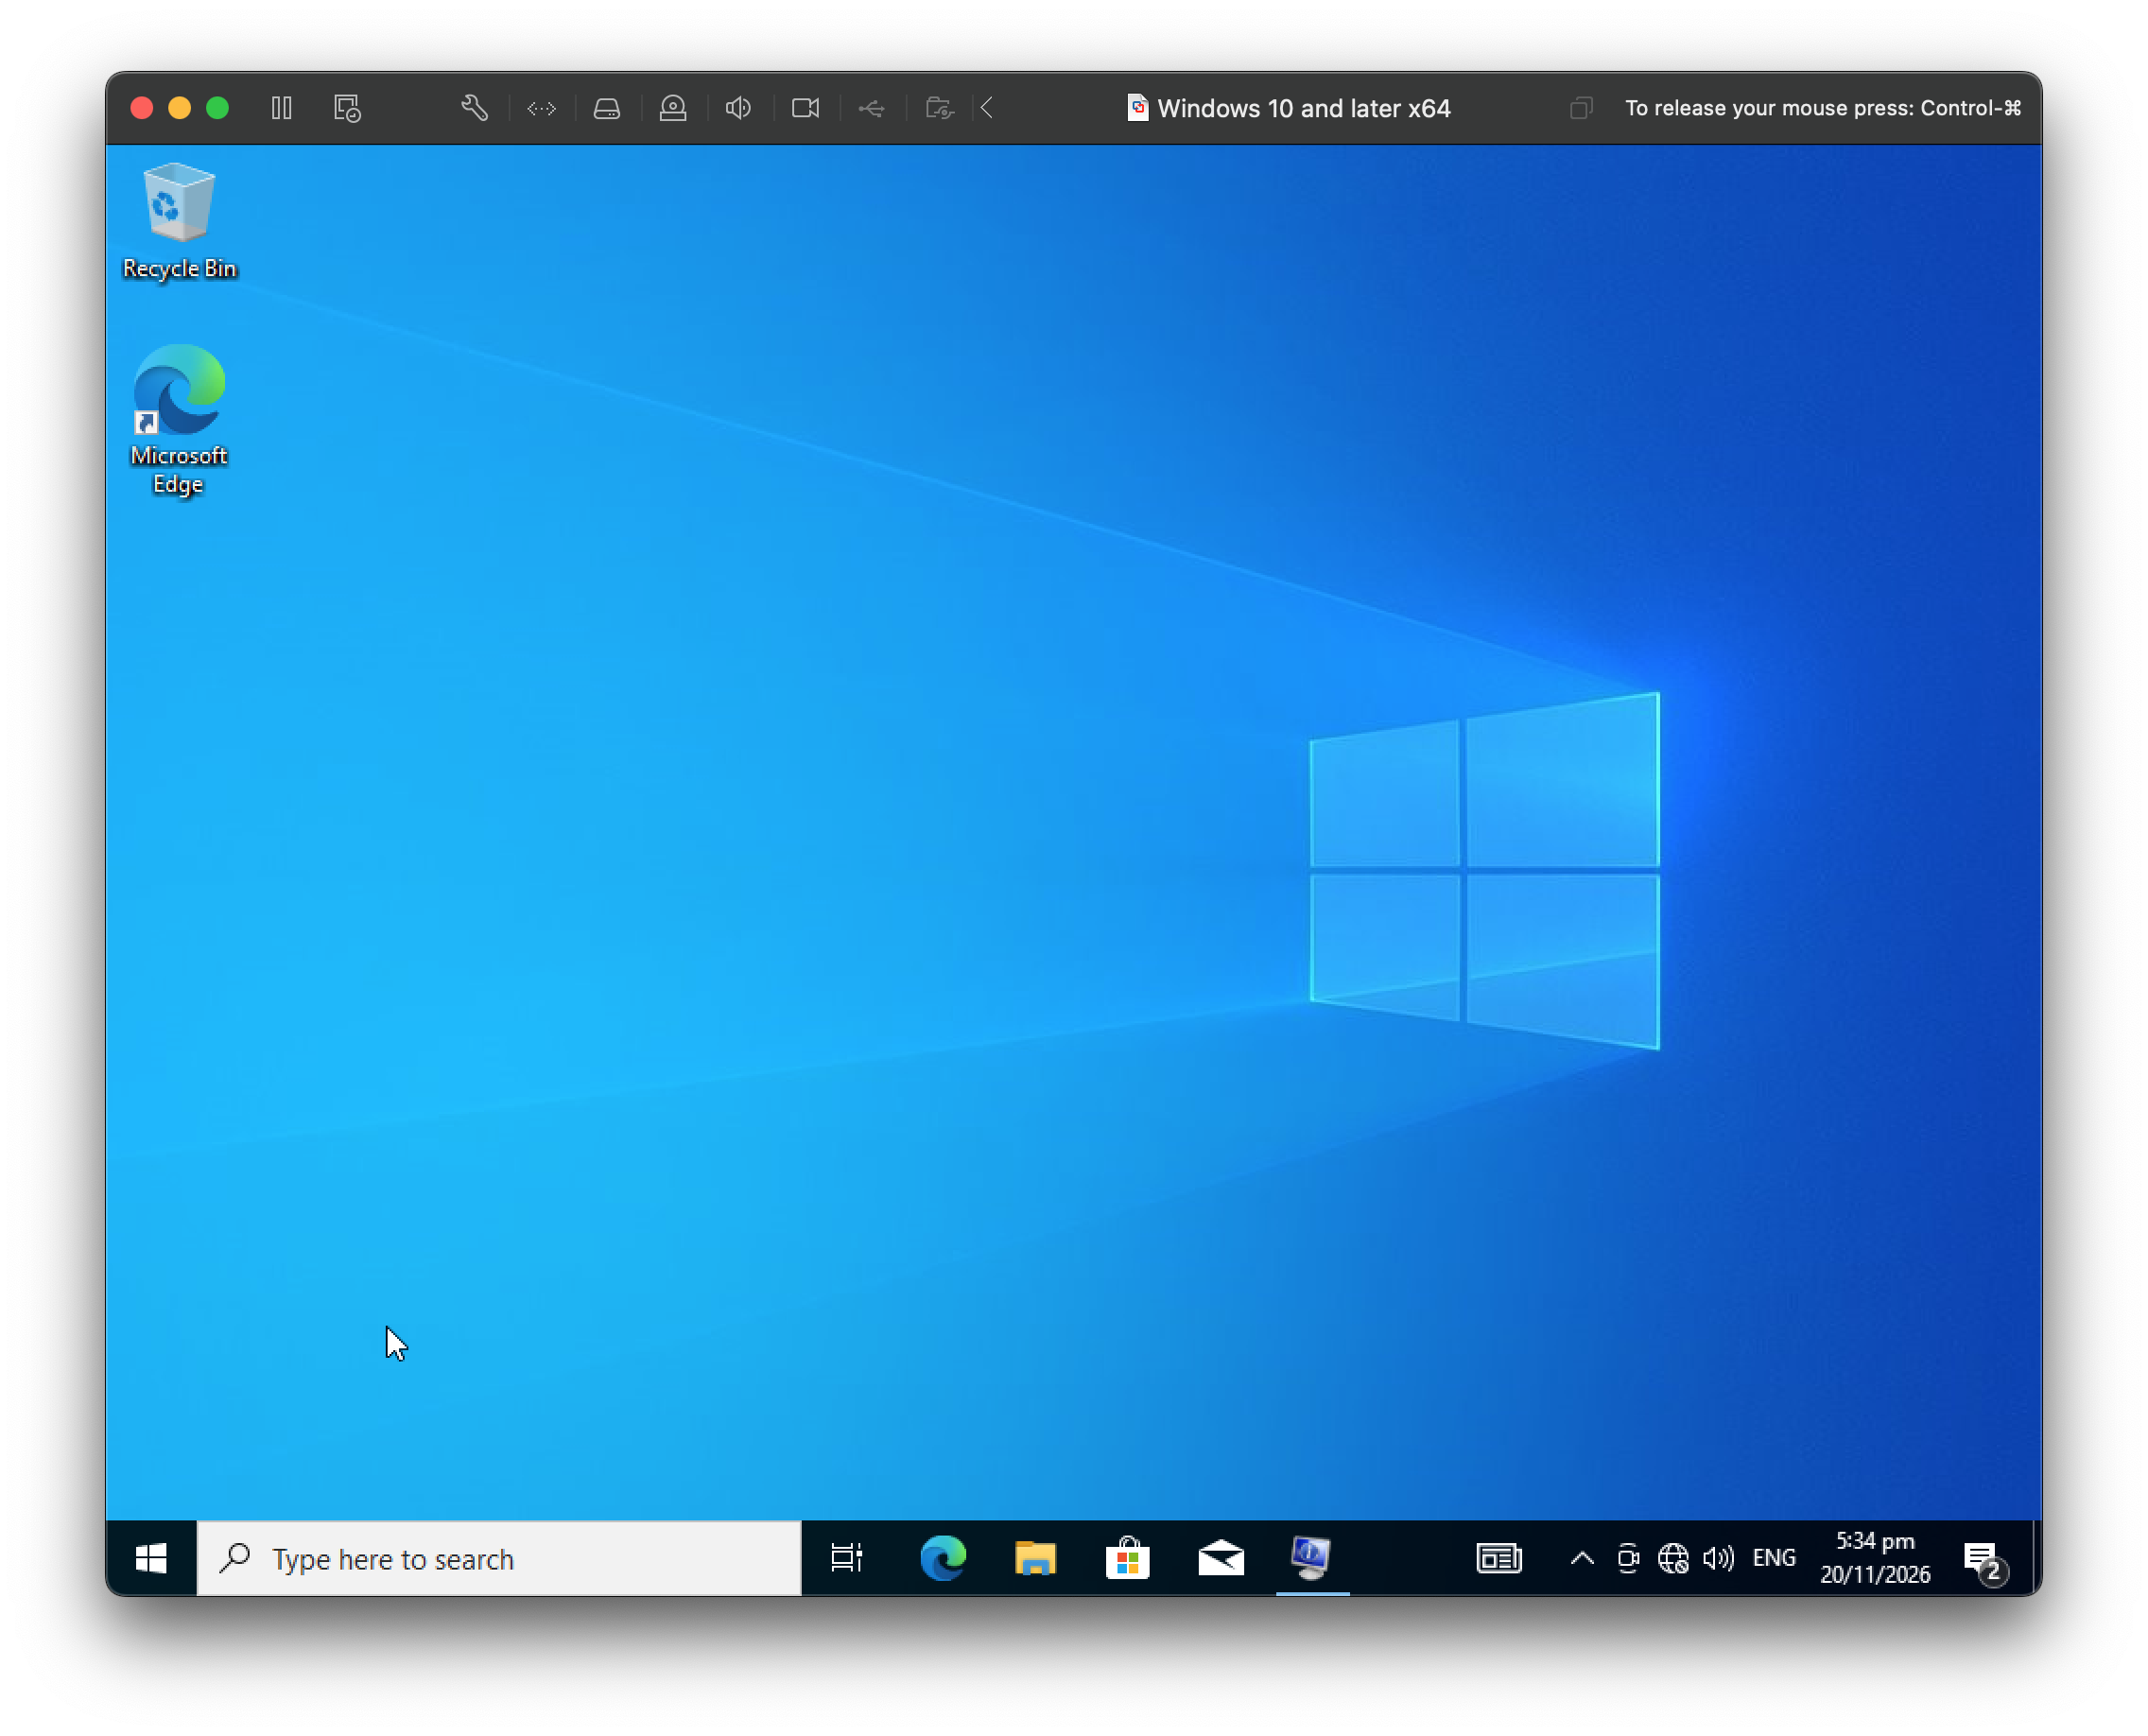 Windows 10 and later x64
To release your mouse press: Control-⌘
Recycle Bin
Microsoft
Edge
Type here to search
ENG
5:34 pm
20/11/2026
2